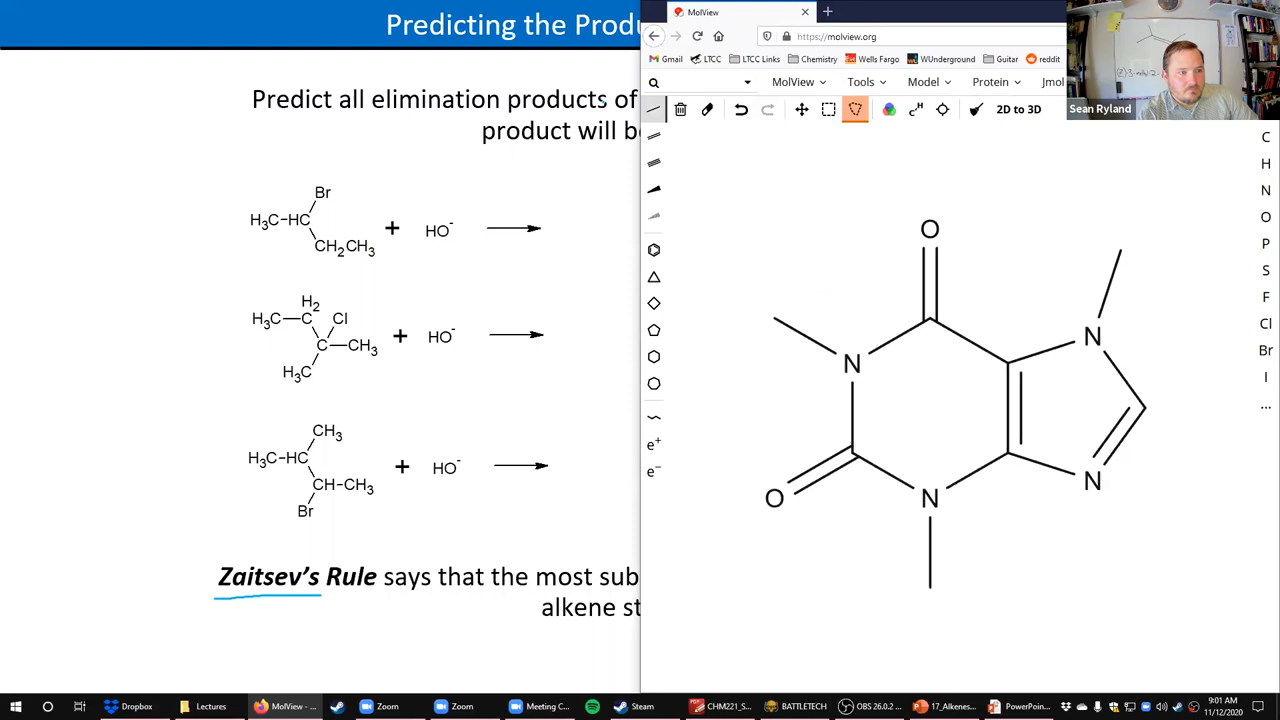 Predicting the Produ
Predict all elimination products of
product will be
Br
H3C-HC
CH2CH3
+
HO-
H2
H3C
C
Cl
C
CH3
H3C
+
HO-
CH3
H3C-HC
CH-CH3
Br
+
HO-
Zaitsev's Rule says that the most sub
alkene st
MolView
https://molview.org
Gmail LTCC LTCC Links Chemistry Wells Fargo WUnderground Guitar reddit
MolView Tools Model Protein Jmol
2D to 3D
Sean Ryland
C
H
N
O
P
S
F
Cl
Br
I
...
e+
e-
O
N
N
O
N
N
Dropbox Lectures MolView - ... Zoom Zoom Meeting C... Steam CHM221_S... BATTLETECH OBS 26.0.2 ... 17_Alkenes... PowerPoin...
9:01 AM
11/12/2020